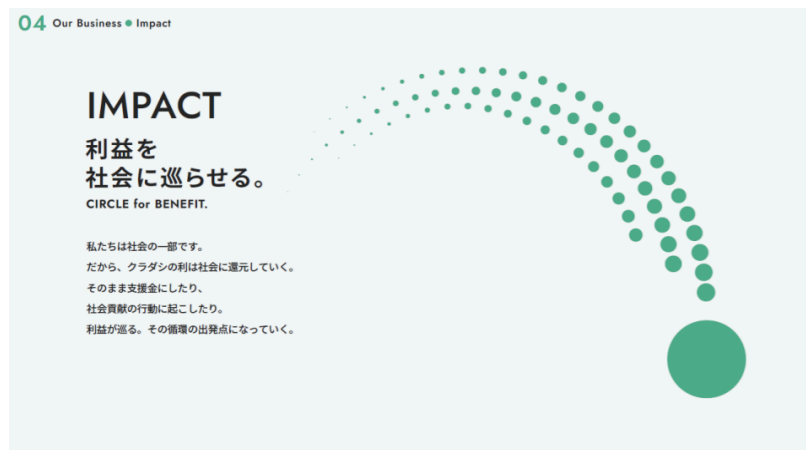 04 Our Business ● Impact
IMPACT
利益を
社会に巡らせる。
CIRCLE for BENEFIT.
私たちは社会の一部です。
だから、クラダシの利は社会に還元していく。
そのまま支援金にしたり、
社会貢献の行動に起こしたり。
利益が巡る。その循環の出発点になっていく。